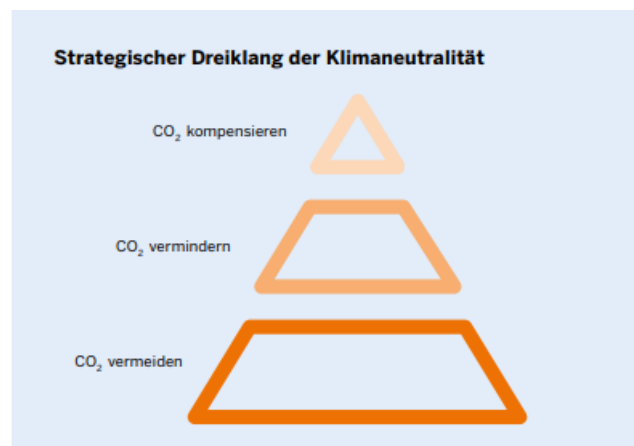 Strategischer Dreiklang der Klimaneutralität
CO₂ kompensieren
CO₂ vermindern
CO₂ vermeiden